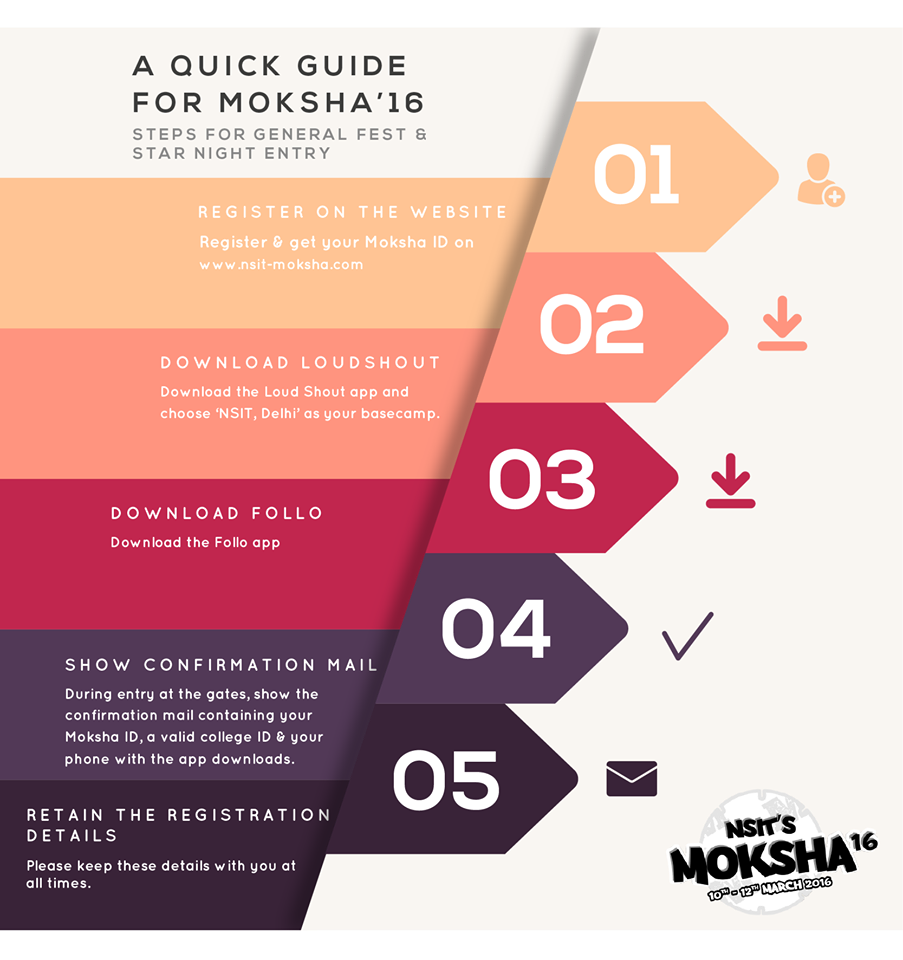 A QUICK GUIDE
FOR MOKSHA'16
STEPS FOR GENERAL FEST &
STAR NIGHT ENTRY
01
REGISTER ON THE WEBSITE
Register & get your Moksha ID on
www.nsit-moksha.com
02
DOWNLOAD LOUDSHOUT
Download the Loud Shout app and
choose 'NSIT, Delhi' as your basecamp.
03
DOWNLOAD FOLLO
Download the Follo app
04
SHOW CONFIRMATION MAIL
During entry at the gates, show the
confirmation mail containing your
Moksha ID, a valid college ID & your
phone with the app downloads.
05
RETAIN THE REGISTRATION
DETAILS
Please keep these details with you at
all times.
NSIT'S
MOKSHA'16
10TH - 12TH MARCH 2016